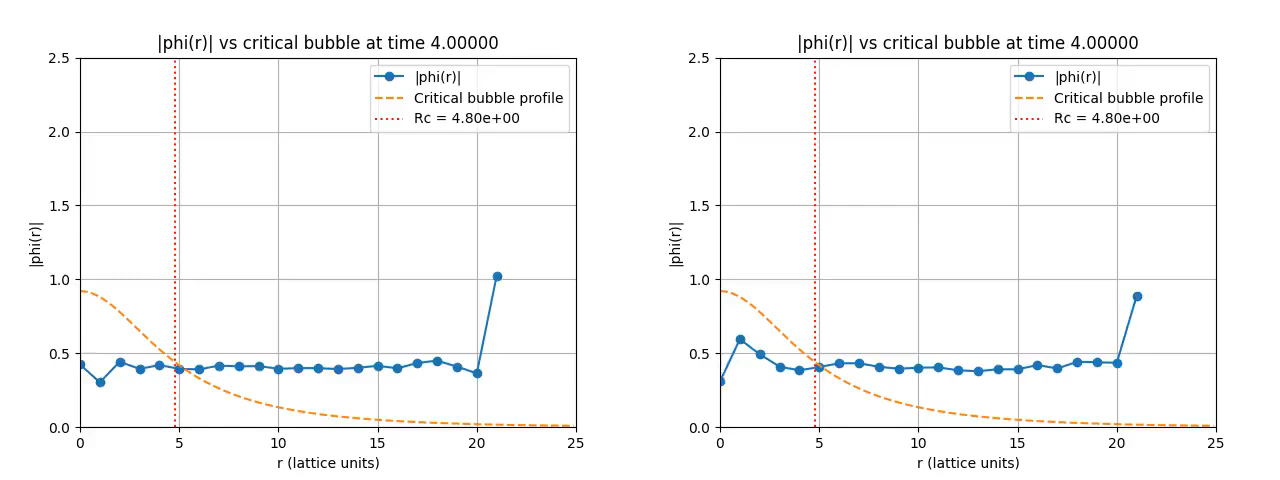 |phi(r)| vs critical bubble at time 4.00000
|phi(r)|
Critical bubble profile
Rc = 4.80e+00
2.5
2.0
1.5
1.0
0.5
0.0
|phi(r)|
0 5 10 15 20 25
r (lattice units)
|phi(r)| vs critical bubble at time 4.00000
|phi(r)|
Critical bubble profile
Rc = 4.80e+00
2.5
2.0
1.5
1.0
0.5
0.0
|phi(r)|
0 5 10 15 20 25
r (lattice units)